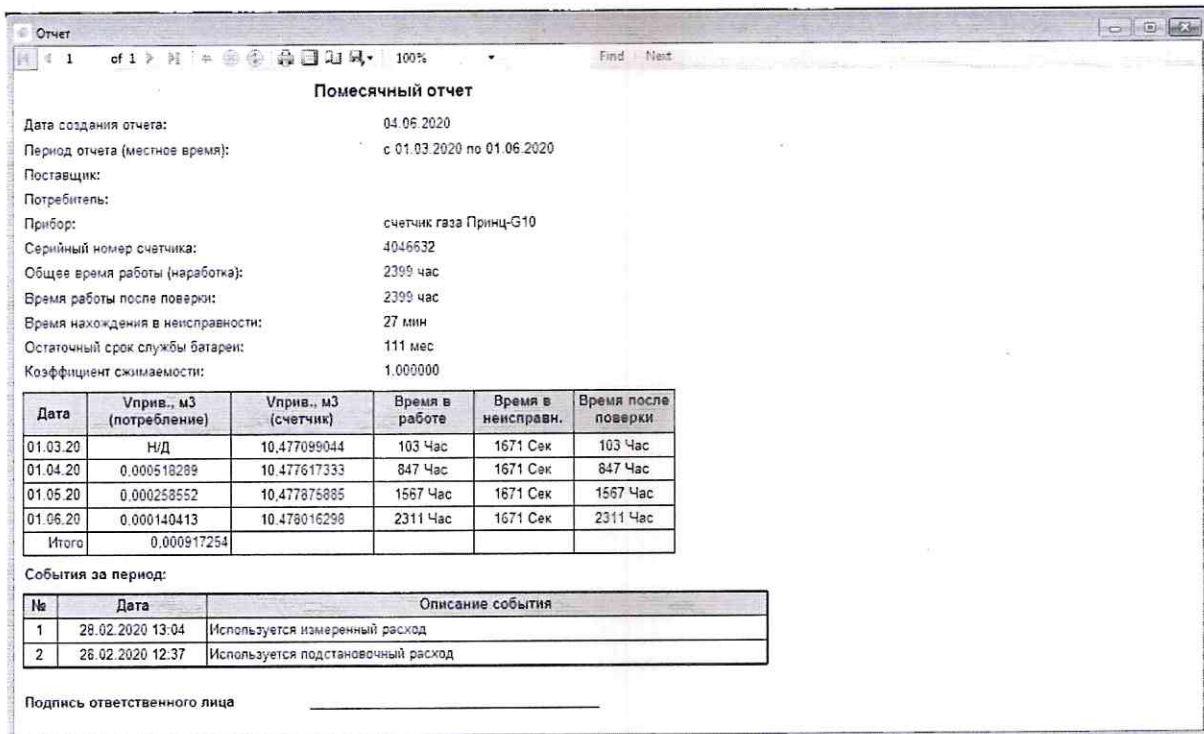 Отчет
1 of 1 100% Find Next
Помесячный отчет
Дата создания отчета: 04.06.2020
Период отчета (местное время): с 01.03.2020 по 01.06.2020
Поставщик:
Потребитель:
Прибор: счетчик газа Принц-G10
Серийный номер счетчика: 4046632
Общее время работы (наработка): 2399 час
Время работы после поверки: 2399 час
Время нахождения в неисправности: 27 мин
Остаточный срок службы батареи: 111 мес
Коэффициент сжимаемости: 1.000000
Дата Vприв., м3 (потребление) Vприв., м3 (счетчик) Время в работе Время в неисправн. Время после поверки
01.03.20 Н/Д 10,477099044 103 Час 1671 Сек 103 Час
01.04.20 0.000518289 10.477617333 847 Час 1671 Сек 847 Час
01.05.20 0.000258552 10,477875885 1567 Час 1671 Сек 1567 Час
01.06.20 0.000140413 10.478016298 2311 Час 1671 Сек 2311 Час
Итого 0,000917254
События за период:
№ Дата Описание события
1 28.02.2020 13:04 Используется измеренный расход
2 28.02.2020 12:37 Используется подстановочный расход
Подпись ответственного лица